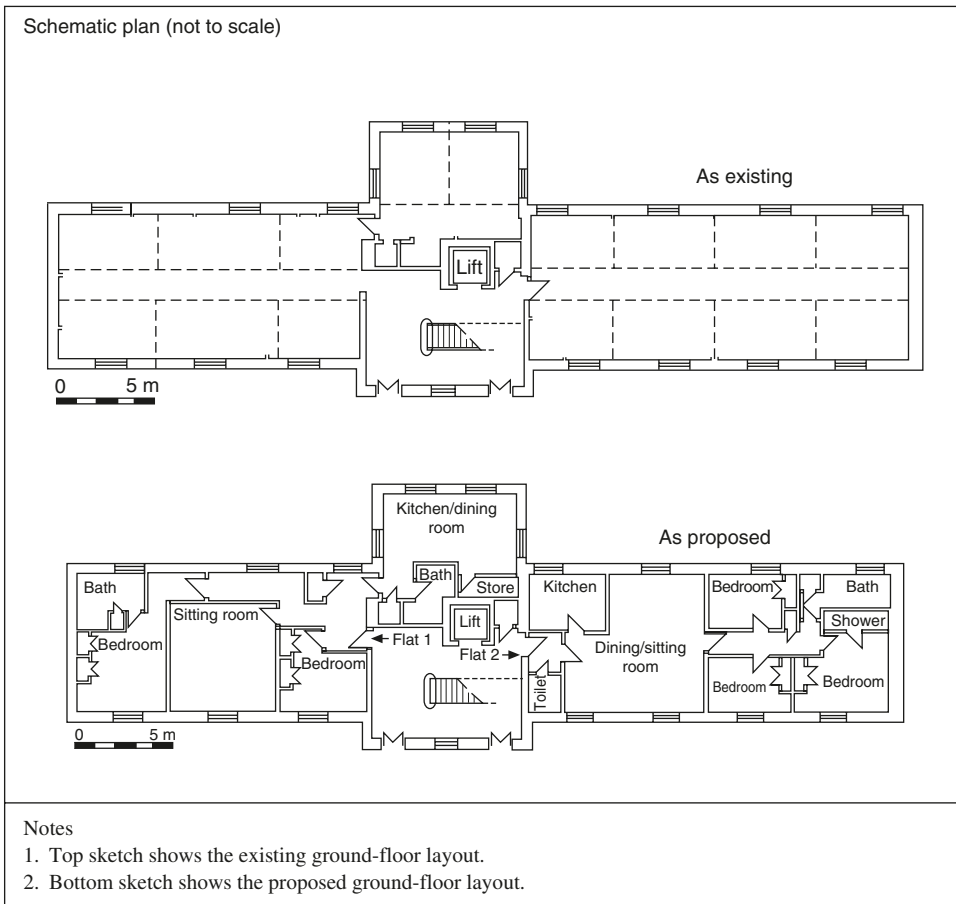 Schematic plan (not to scale)
As existing
Lift
0 5 m
Kitchen/dining
room
As proposed
Bath
Bath
Store
Kitchen
Bedroom
Bath
Sitting room
Lift
Flat 1
Shower
Bedroom
Bedroom
Flat 2
Dining/sitting
room
Toilet
Bedroom
Bedroom
0 5 m
Notes
1. Top sketch shows the existing ground-floor layout.
2. Bottom sketch shows the proposed ground-floor layout.